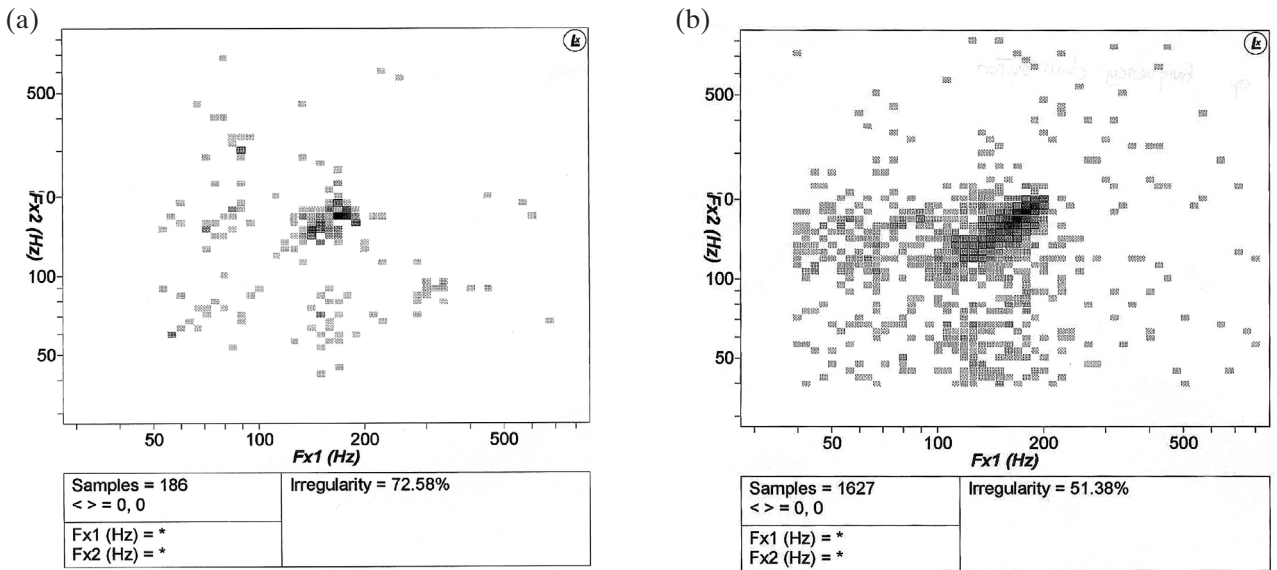 (a)
Lx
500
100
50
Fx2 (Hz)
50 100 200 500
Fx1 (Hz)
Samples = 186
< > = 0, 0
Irregularity = 72.58%
Fx1 (Hz) = *
Fx2 (Hz) = *
(b)
Lx
500
100
50
Fx2 (Hz)
50 100 200 500
Fx1 (Hz)
Samples = 1627
< > = 0, 0
Irregularity = 51.38%
Fx1 (Hz) = *
Fx2 (Hz) = *